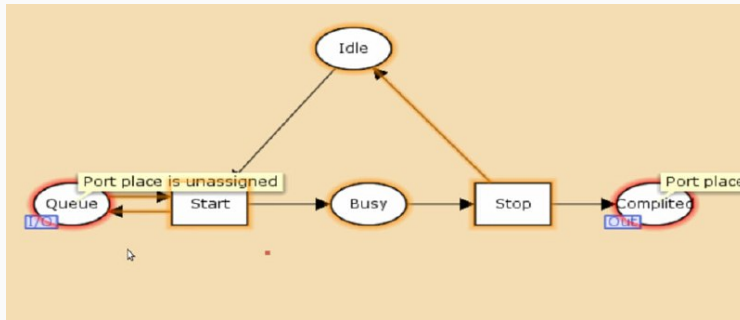 Idle
Port place is unassigned
Port place
Queue
Start
Busy
Stop
Complited
I/O
Out